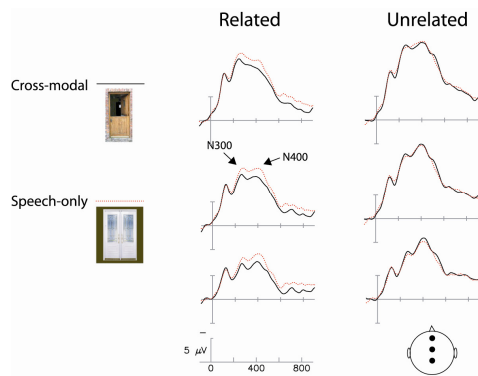 Related
Unrelated
Cross-modal
N300
N400
Speech-only
–
5 μV
0
400
800